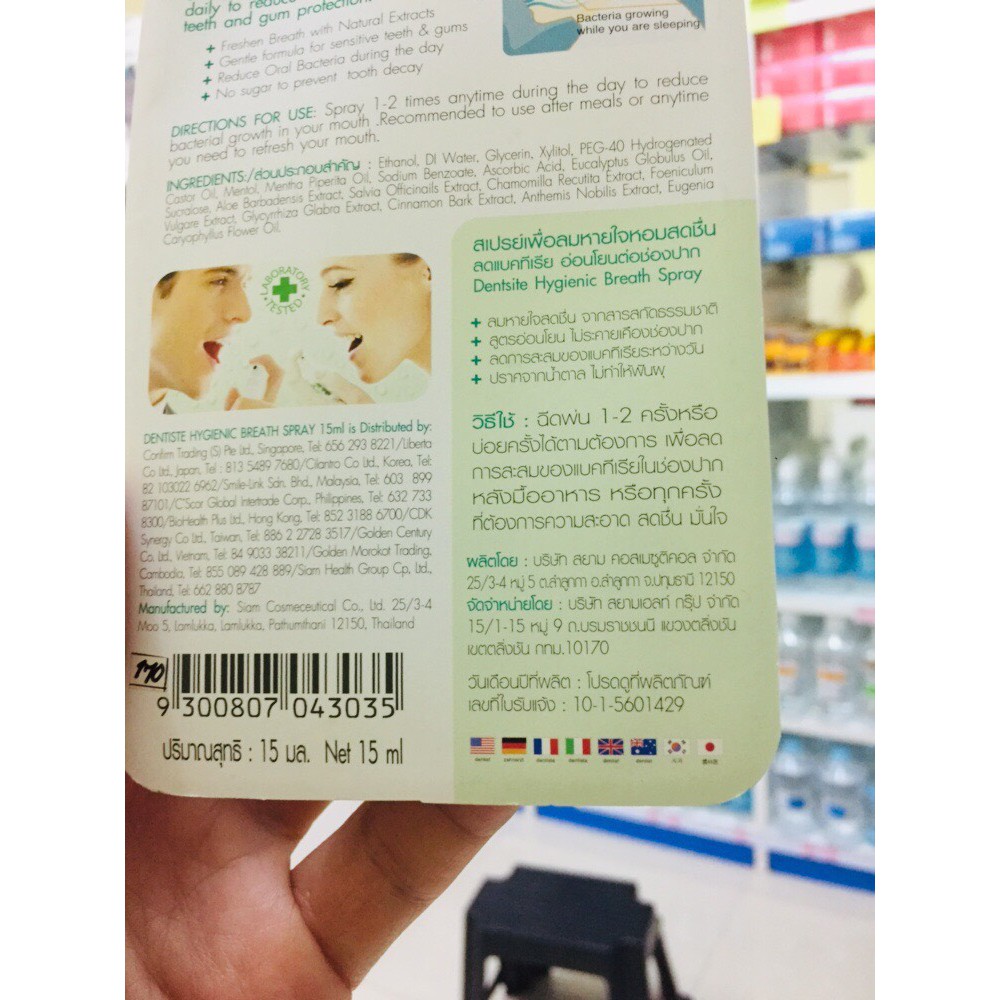 daily to reduce
teeth and gum protection.
+ Freshen Breath with Natural Extracts
+ Gentle formula for sensitive teeth & gums
+ Reduce Oral Bacteria during the day
+ No sugar to prevent tooth decay
Bacteria growing
while you are sleeping
DIRECTIONS FOR USE: Spray 1-2 times anytime during the day to reduce
bacterial growth in your mouth .Recommended to use after meals or anytime
you need to refresh your mouth.
INGREDIENTS:/ส่วนประกอบสำคัญ : Ethanol, DI Water, Glycerin, Xylitol, PEG-40 Hydrogenated
Castor Oil, Mentol, Mentha Piperita Oil, Sodium Benzoate, Ascorbic Acid, Eucalyptus Globulus Oil,
Sucralose, Aloe Barbadensis Extract, Salvia Officinails Extract, Chamomilla Recutita Extract, Foeniculum
Vulgare Extract, Glycyrrhiza Glabra Extract, Cinnamon Bark Extract, Anthemis Nobilis Extract, Eugenia
Caryophyllus Flower Oil.
LABORATORY
TESTED
สเปรย์เพื่อลมหายใจหอมสดชื่น
ลดแบคทีเรีย อ่อนโยนต่อช่องปาก
Dentsite Hygienic Breath Spray
+ ลมหายใจสดชื่น จากสารสกัดธรรมชาติ
+ สูตรอ่อนโยน ไม่ระคายเคืองช่องปาก
+ ลดการสะสมของแบคทีเรียระหว่างวัน
+ ปราศจากน้ำตาล ไม่ทำให้ฟันผุ
วิธีใช้ : ฉีดพ่น 1-2 ครั้งหรือ
บ่อยครั้งได้ตามต้องการ เพื่อลด
การสะสมของแบคทีเรียในช่องปาก
หลังมื้ออาหาร หรือทุกครั้ง
ที่ต้องการความสะอาด สดชื่น มั่นใจ
ผลิตโดย : บริษัท สยาม คอสเมซูติคอล จำกัด
25/3-4 หมู่ 5 ต.ลำลูกกา อ.ลำลูกกา จ.ปทุมธานี 12150
จัดจำหน่ายโดย : บริษัท สยามเฮลท์ กรุ๊ป จำกัด
15/1-15 หมู่ 9 ถ.บรมราชชนนี แขวงตลิ่งชัน
เขตตลิ่งชัน กทม.10170
วันเดือนปีที่ผลิต : โปรดดูที่ผลิตภัณฑ์
เลขที่ใบรับแจ้ง : 10-1-5601429
DENTISTE HYGIENIC BREATH SPRAY 15ml is Distributed by:
Confirm Trading (S) Pte Ltd., Singapore, Tel: 656 293 8221/Liberta
Co Ltd., Japan, Tel : 813 5489 7680/Cilantro Co Ltd., Korea, Tel:
82 103022 6962/Smile-Link Sdn. Bhd., Malaysia, Tel: 603 899
87101/C'Scor Global Intertrade Corp., Philippines, Tel: 632 733
8300/BioHealth Plus Ltd., Hong Kong, Tel: 852 3188 6700/CDK
Synergy Co Ltd., Taiwan, Tel: 886 2 2728 3517/Golden Century
Co. Ltd., Vietnam, Tel: 84 9033 38211/Golden Morokot Trading,
Cambodia, Tel: 855 089 428 889/Siam Health Group Cp, Ltd.,
Thailand, Tel: 662 880 8787
Manufactured by: Siam Cosmeceutical Co., Ltd. 25/3-4
Moo 5, Lamlukka, Lamlukka, Pathumthani 12150, Thailand
170
9 300807 043035
ปริมาณสุทธิ : 15 มล. Net 15 ml